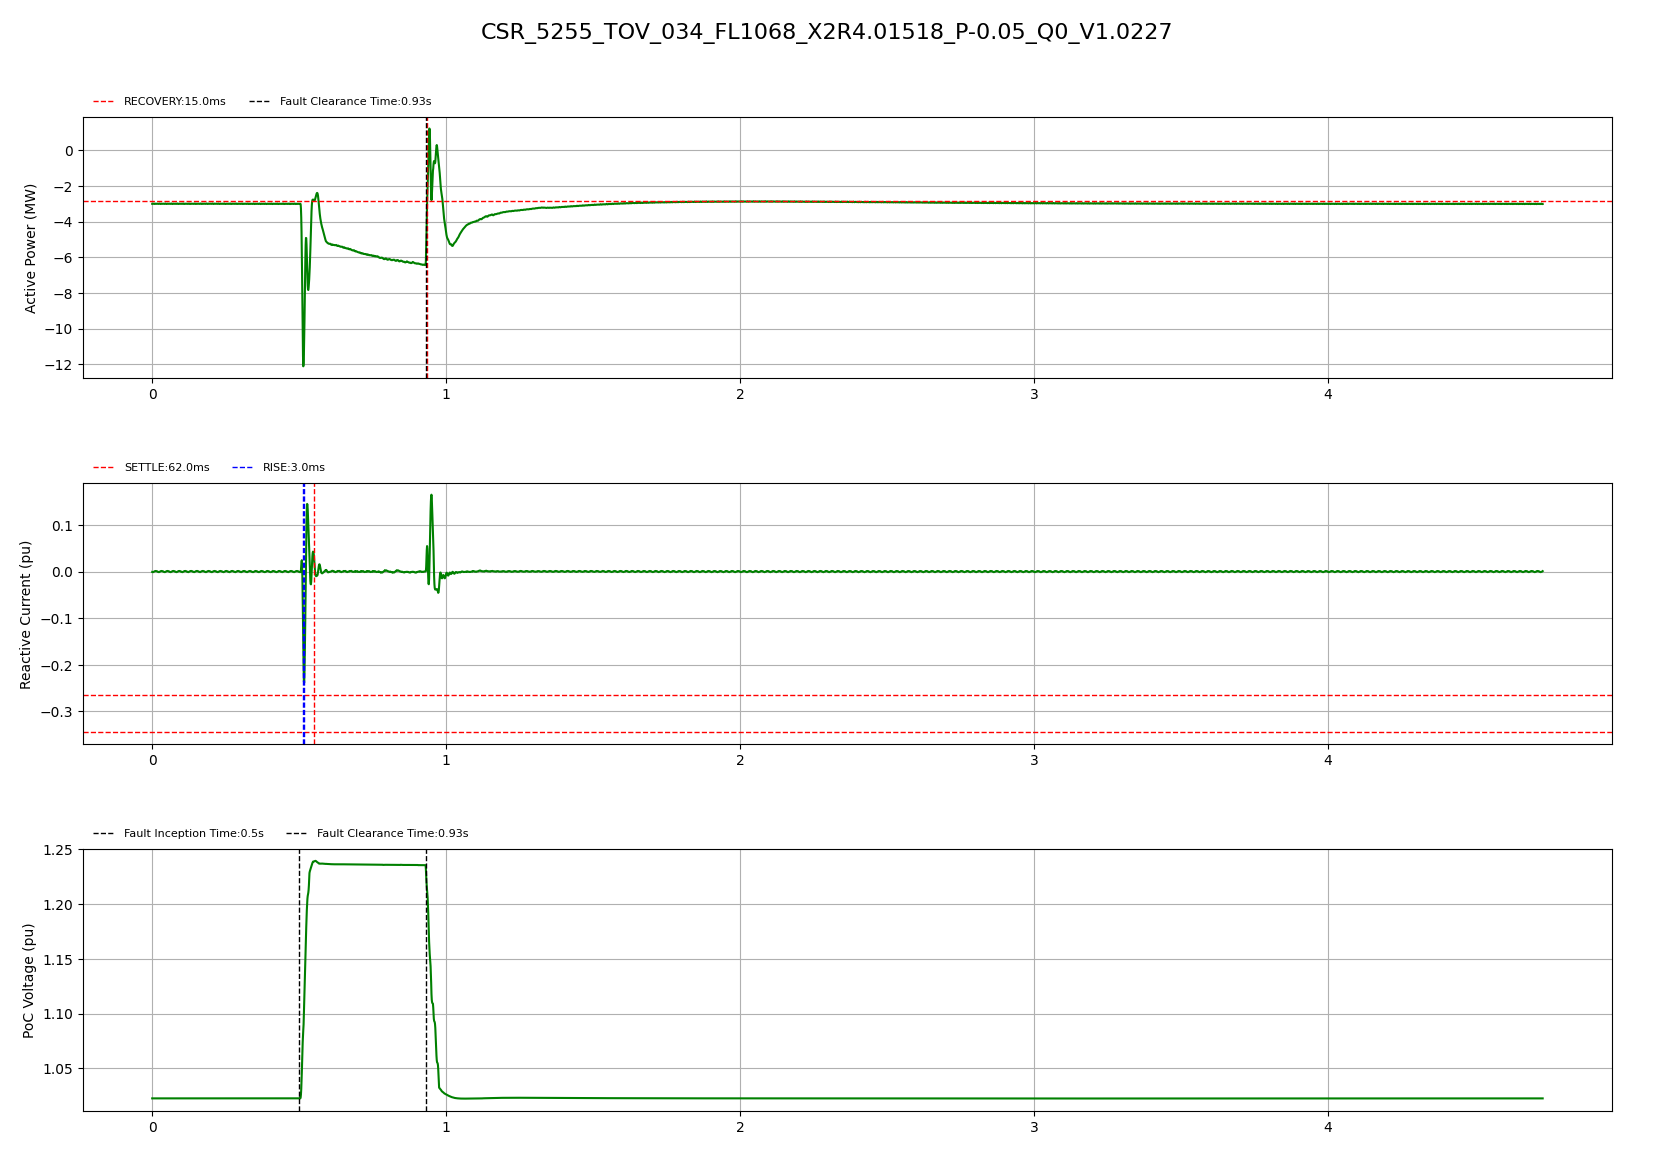 CSR_5255_TOV_034_FL1068_X2R4.01518_P-0.05_Q0_V1.0227
RECOVERY:15.0ms Fault Clearance Time:0.93s
Active Power (MW)
0
−2
−4
−6
−8
−10
−12
0 1 2 3 4
SETTLE:62.0ms RISE:3.0ms
Reactive Current (pu)
0.1
0.0
−0.1
−0.2
−0.3
0 1 2 3 4
Fault Inception Time:0.5s Fault Clearance Time:0.93s
PoC Voltage (pu)
1.25
1.20
1.15
1.10
1.05
0 1 2 3 4